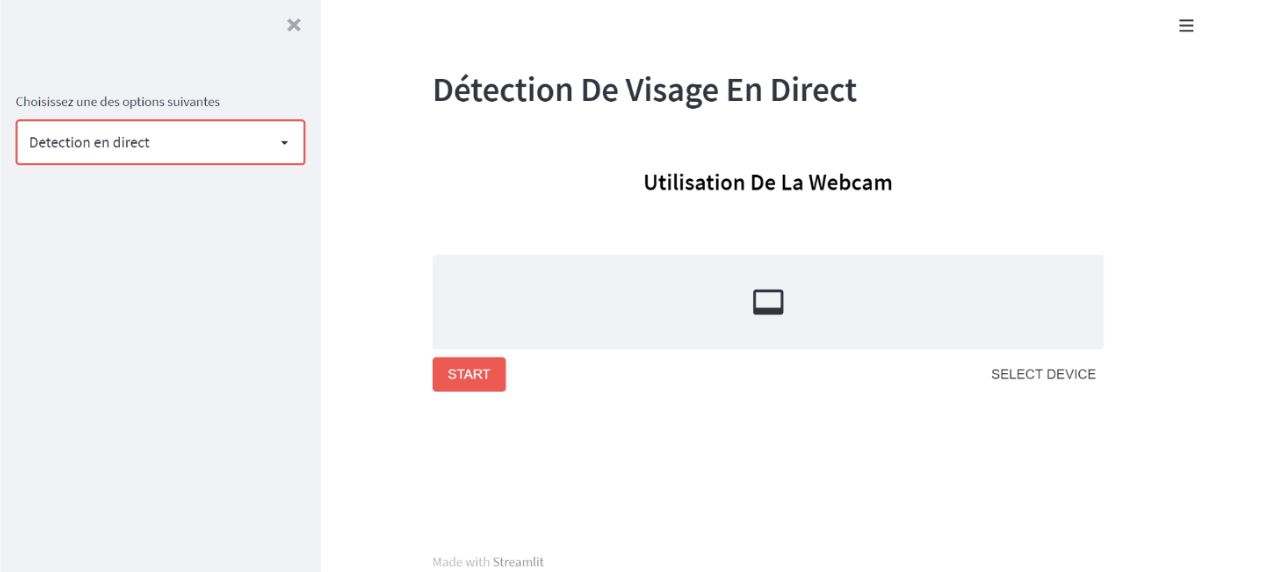 Choisissez une des options suivantes
Detection en direct
Détection De Visage En Direct
Utilisation De La Webcam
START
SELECT DEVICE
Made with Streamlit